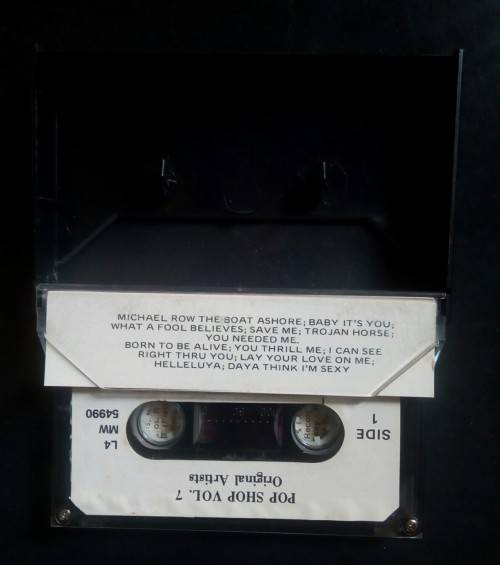 MICHAEL ROW THE BOAT ASHORE; BABY IT'S YOU;
WHAT A FOOL BELIEVES; SAVE ME; TROJAN HORSE;
YOU NEEDED ME.
BORN TO BE ALIVE; YOU THRILL ME; I CAN SEE
RIGHT THRU YOU; LAY YOUR LOVE ON ME;
HELLELUYA; DAYA THINK I'M SEXY
POP SHOP VOL. 7
Original Artists
SIDE
1
L4
MW
54990